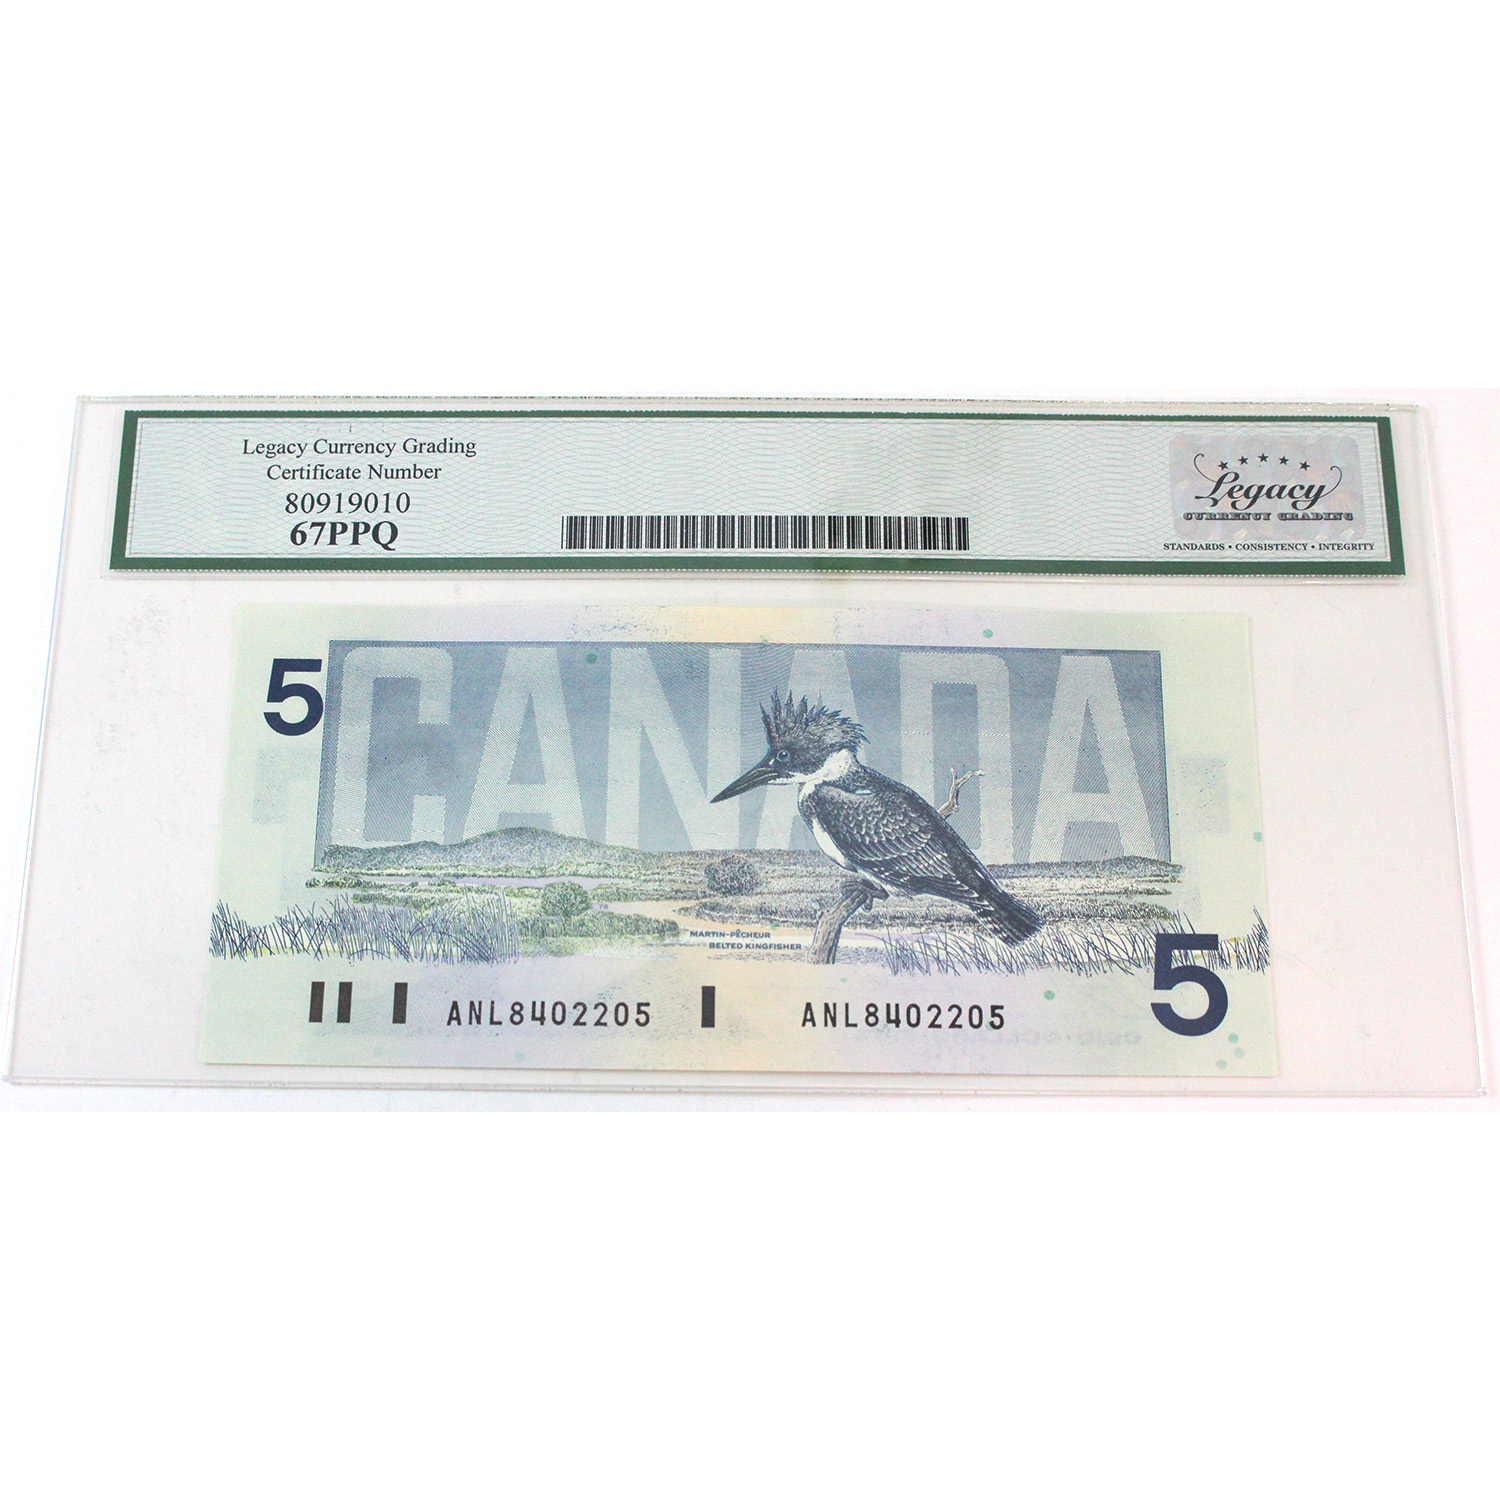 Legacy Currency Grading
Certificate Number
80919010
67PPQ
Legacy
CURRENCY GRADING
STANDARDS • CONSISTENCY • INTEGRITY
5
CANADA
MARTIN-PÊCHEUR
BELTED KINGFISHER
5
ANL8402205
ANL8402205